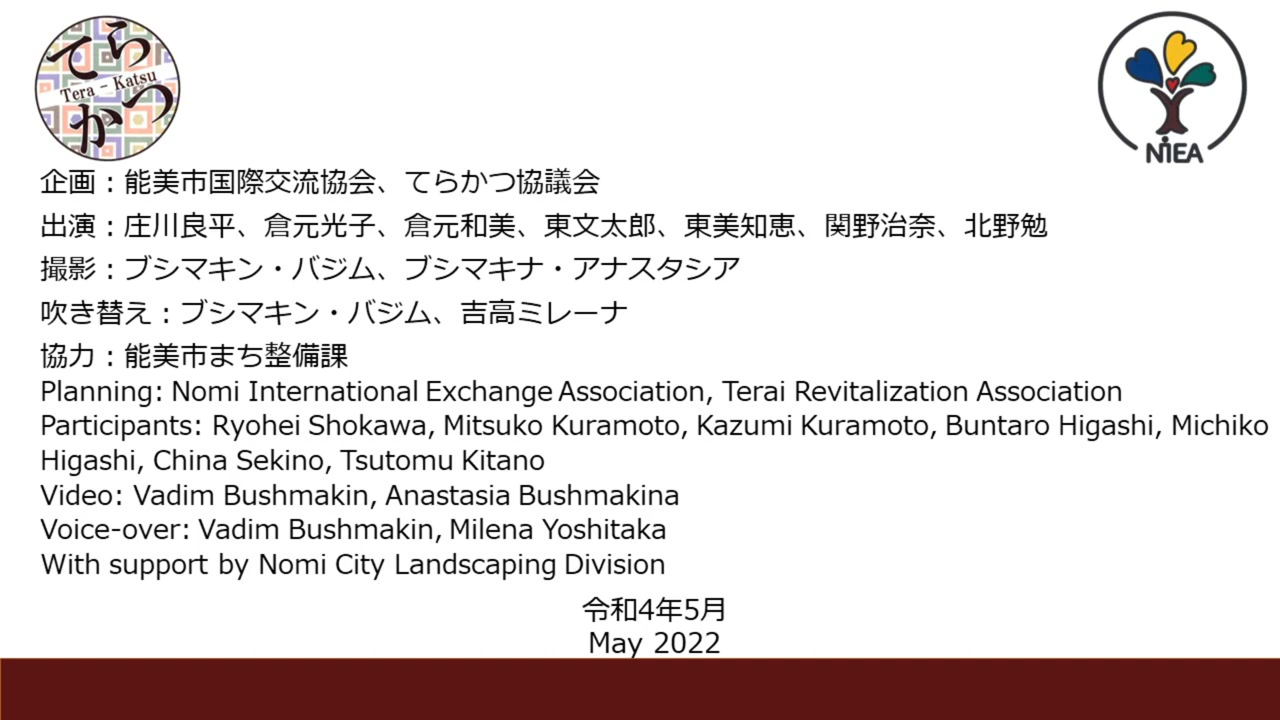 てらかつ
Tera - Katsu
NIEA
企画：能美市国際交流協会、てらかつ協議会
出演：庄川良平、倉元光子、倉元和美、東文太郎、東美知恵、関野治奈、北野勉
撮影：ブシマキン・バジム、ブシマキナ・アナスタシア
吹き替え：ブシマキン・バジム、吉高ミレーナ
協力：能美市まち整備課
Planning: Nomi International Exchange Association, Terai Revitalization Association
Participants: Ryohei Shokawa, Mitsuko Kuramoto, Kazumi Kuramoto, Buntaro Higashi, Michiko
Higashi, China Sekino, Tsutomu Kitano
Video: Vadim Bushmakin, Anastasia Bushmakina
Voice-over: Vadim Bushmakin, Milena Yoshitaka
With support by Nomi City Landscaping Division
令和4年5月
May 2022